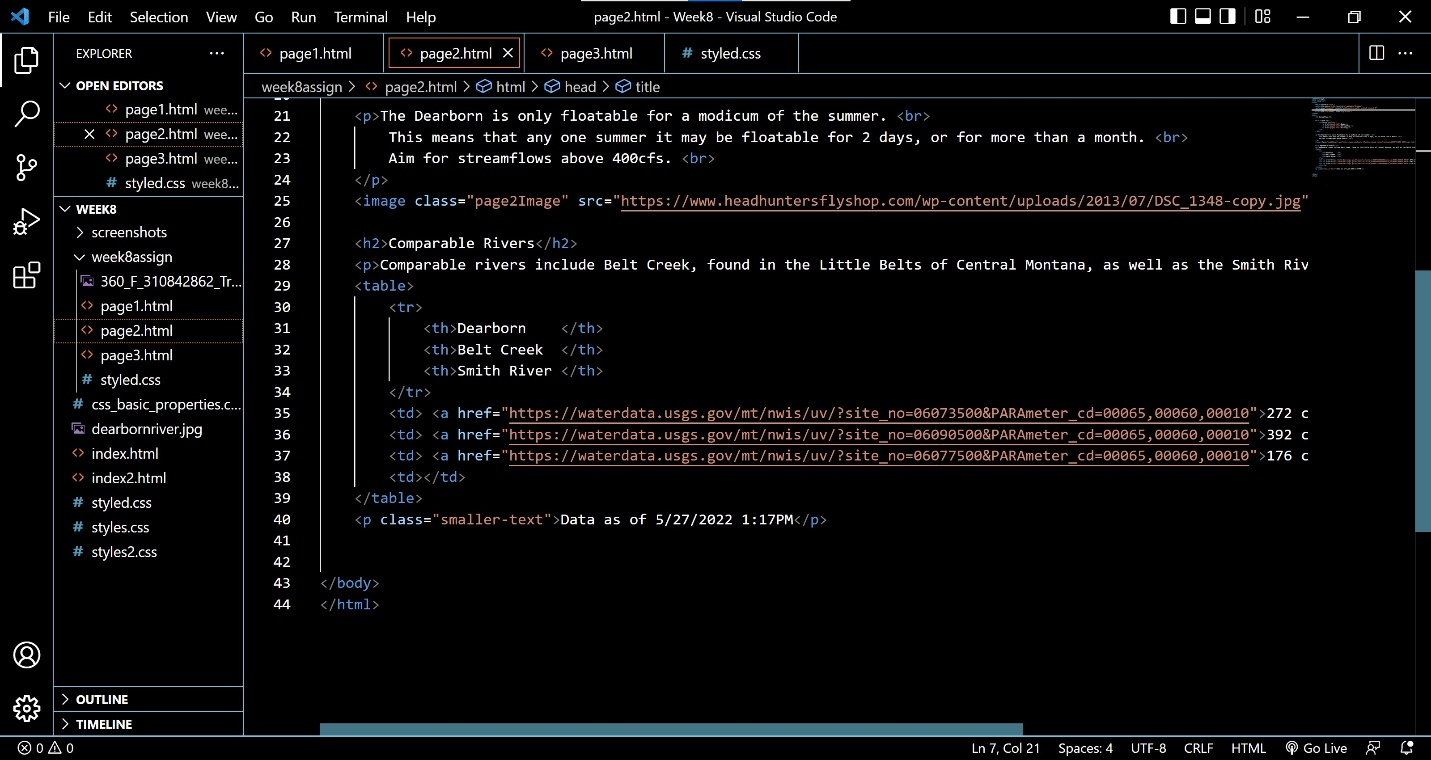 File Edit Selection View Go Run Terminal Help
page2.html - Week8 - Visual Studio Code
EXPLORER ···
OPEN EDITORS
page1.html wee...
page2.html wee...
page3.html wee...
# styled.css week8...
WEEK8
screenshots
week8assign
360_F_310842862_Tr...
page1.html
page2.html
page3.html
# styled.css
# css_basic_properties.c...
dearbornriver.jpg
index.html
index2.html
# styled.css
# styles.css
# styles2.css
OUTLINE
TIMELINE
page1.html page2.html page3.html # styled.css
week8assign > page2.html > html > head > title
21 <p>The Dearborn is only floatable for a modicum of the summer. <br>
22 This means that any one summer it may be floatable for 2 days, or for more than a month. <br>
23 Aim for streamflows above 400cfs. <br>
24 </p>
25 <image class="page2Image" src="https://www.headhuntersflyshop.com/wp-content/uploads/2013/07/DSC_1348-copy.jpg"
26
27 <h2>Comparable Rivers</h2>
28 <p>Comparable rivers include Belt Creek, found in the Little Belts of Central Montana, as well as the Smith Riv
29 <table>
30 <tr>
31 <th>Dearborn </th>
32 <th>Belt Creek </th>
33 <th>Smith River </th>
34 </tr>
35 <td> <a href="https://waterdata.usgs.gov/mt/nwis/uv/?site_no=06073500&PARAmeter_cd=00065,00060,00010">272 c
36 <td> <a href="https://waterdata.usgs.gov/mt/nwis/uv/?site_no=06090500&PARAmeter_cd=00065,00060,00010">392 c
37 <td> <a href="https://waterdata.usgs.gov/mt/nwis/uv/?site_no=06077500&PARAmeter_cd=00065,00060,00010">176 c
38 <td></td>
39 </table>
40 <p class="smaller-text">Data as of 5/27/2022 1:17PM</p>
41
42
43 </body>
44 </html>
0 0 Ln 7, Col 21 Spaces: 4 UTF-8 CRLF HTML Go Live